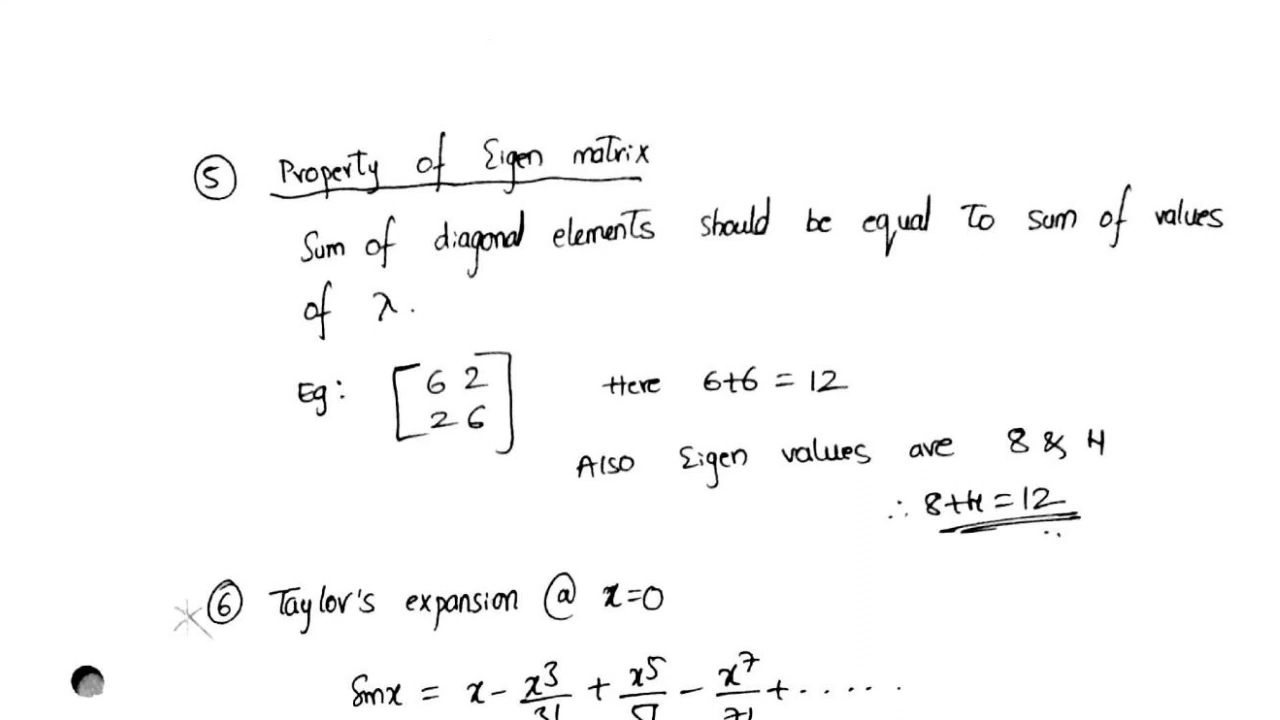 ⑤ Property of Eigen matrix
Sum of diagonal elements should be equal to sum of values
of λ.
Eg: [6 2
2 6] Here 6+6 = 12
Also Eigen values are 8 & 4
∴ 8+4 = 12
⑥ Taylor's expansion @ x=0
Sinx = x - x³/3! + x⁵/5! - x⁷/7! + .....